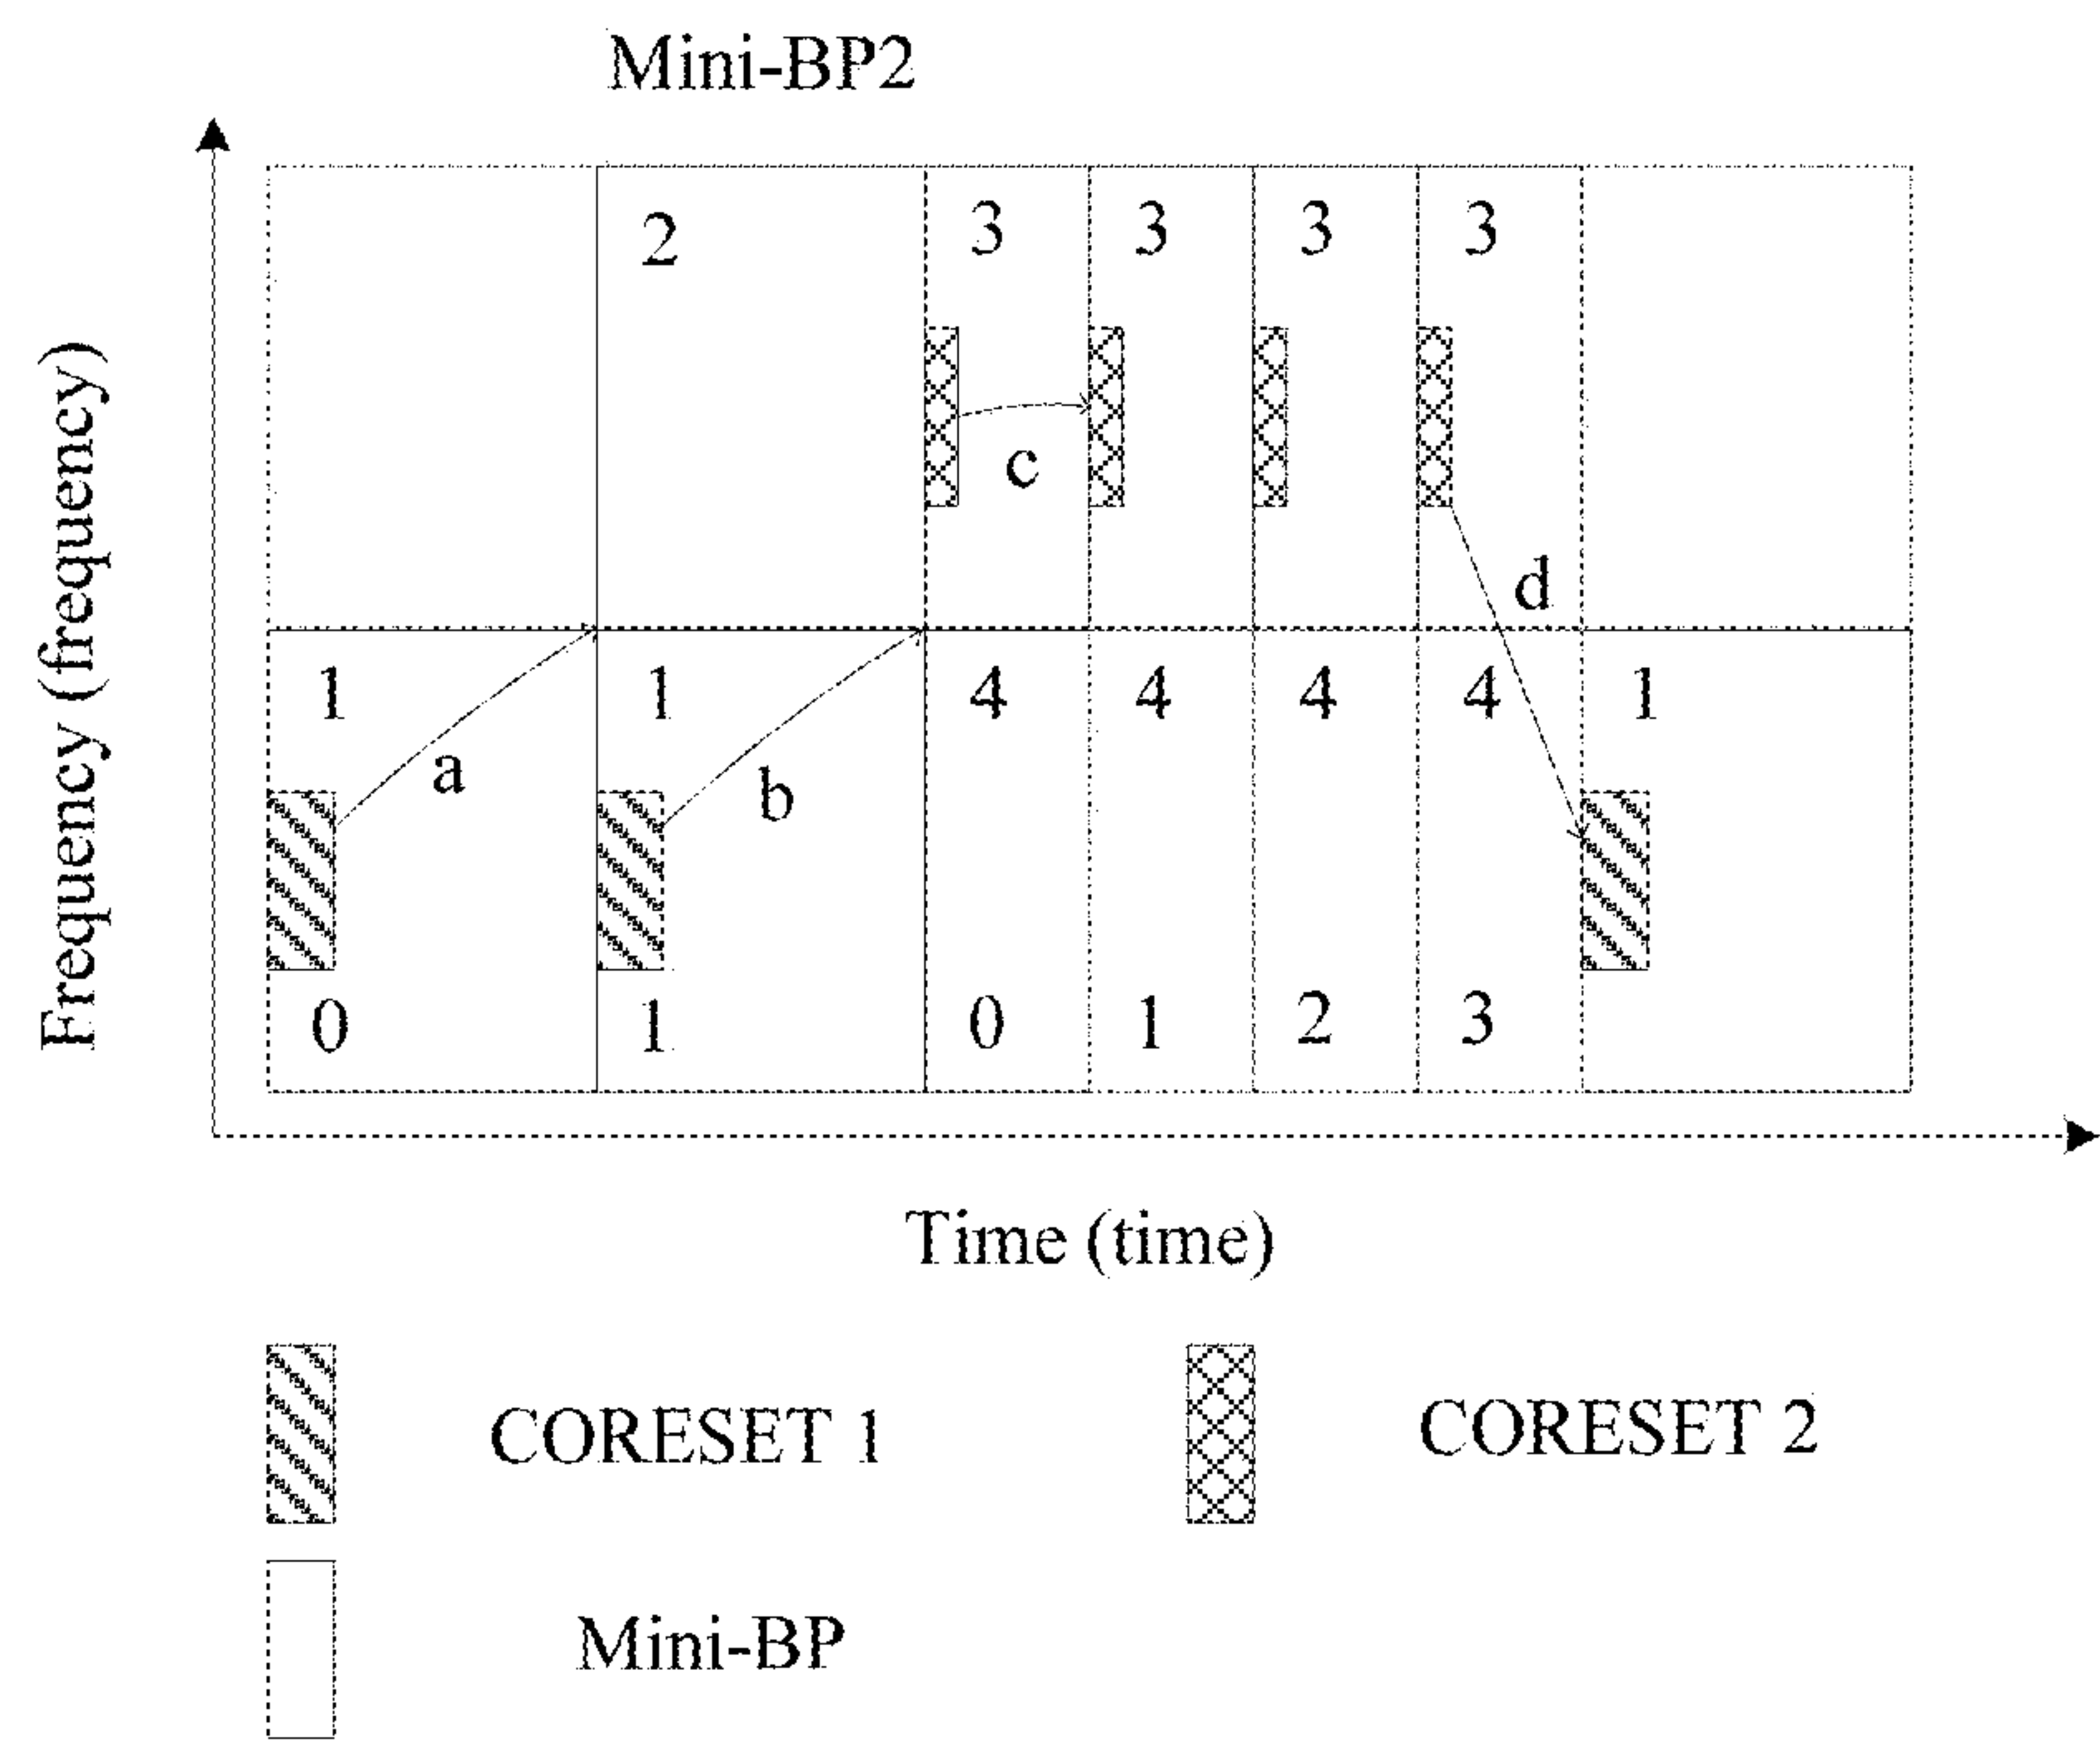 Mini-BP2
Frequency (frequency)
2 3 3 3 3
c
d
1 1 4 4 4 4 1
a b
0 1 0 1 2 3
Time (time)
CORESET 1 CORESET 2
Mini-BP